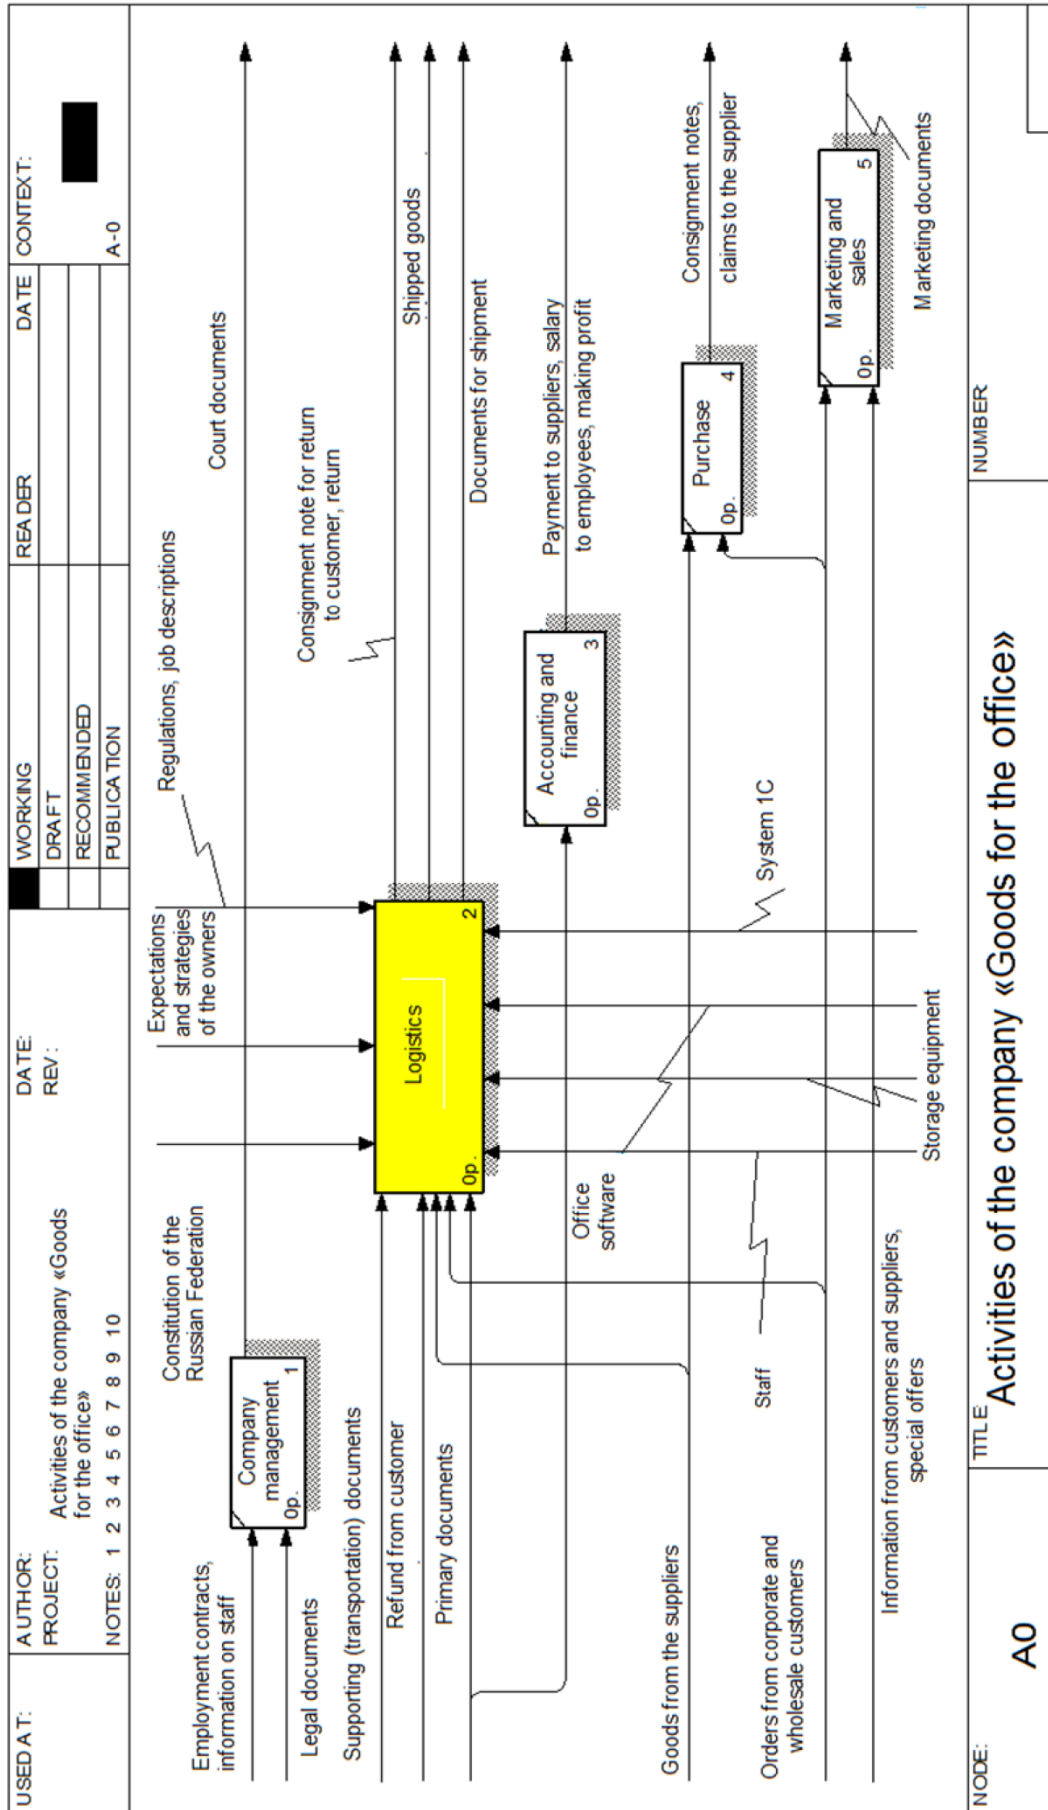 USED AT:
AUTHOR:
PROJECT:
Activities of the company «Goods
for the office»
NOTES: 1 2 3 4 5 6 7 8 9 10
DATE:
REV:
WORKING
DRAFT
RECOMMENDED
PUBLICATION
READER
DATE
CONTEXT:
A-0
Employment contracts,
information on staff
Legal documents
Company
management
0p.
1
Constitution of the
Russian Federation
Expectations
and strategies
of the owners
Regulations, job descriptions
Court documents
Supporting (transportation) documents
Refund from customer
Primary documents
Logistics
0p.
2
Consignment note for return
to customer, return
Shipped goods
Documents for shipment
Accounting and
finance
0p.
3
Payment to suppliers, salary
to employees, making profit
Office
software
System 1C
Goods from the suppliers
Staff
Purchase
0p.
4
Consignment notes,
claims to the supplier
Orders from corporate and
wholesale customers
Marketing and
sales
0p.
5
Marketing documents
Information from customers and suppliers,
special offers
Storage equipment
NODE:
A0
TITLE:
Activities of the company «Goods for the office»
NUMBER: